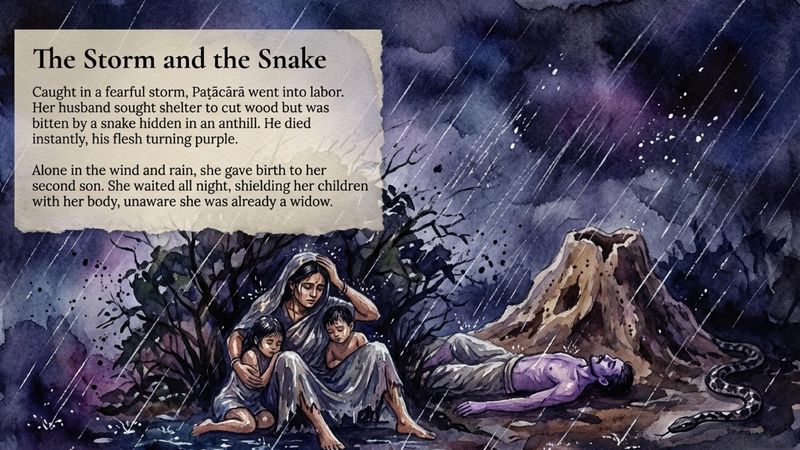 The Storm and the Snake
Caught in a fearful storm, Paṭācārā went into labor.
Her husband sought shelter to cut wood but was
bitten by a snake hidden in an anthill. He died
instantly, his flesh turning purple.
Alone in the wind and rain, she gave birth to her
second son. She waited all night, shielding her children
with her body, unaware she was already a widow.